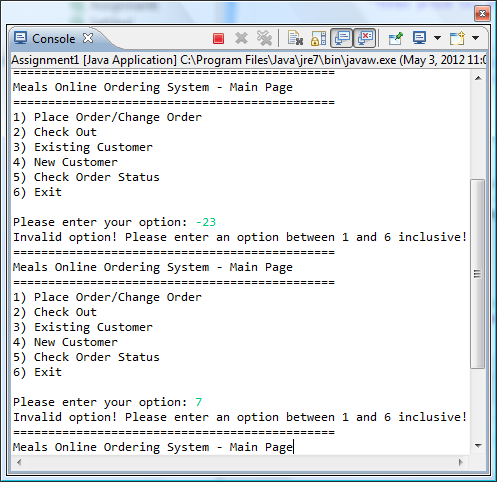 Console
Assignment1 [Java Application] C:\Program Files\Java\jre7\bin\javaw.exe (May 3, 2012 11:0
==============================================
Meals Online Ordering System - Main Page
==============================================
1) Place Order/Change Order
2) Check Out
3) Existing Customer
4) New Customer
5) Check Order Status
6) Exit
Please enter your option: -23
Invalid option! Please enter an option between 1 and 6 inclusive!
==============================================
Meals Online Ordering System - Main Page
==============================================
1) Place Order/Change Order
2) Check Out
3) Existing Customer
4) New Customer
5) Check Order Status
6) Exit
Please enter your option: 7
Invalid option! Please enter an option between 1 and 6 inclusive!
==============================================
Meals Online Ordering System - Main Page